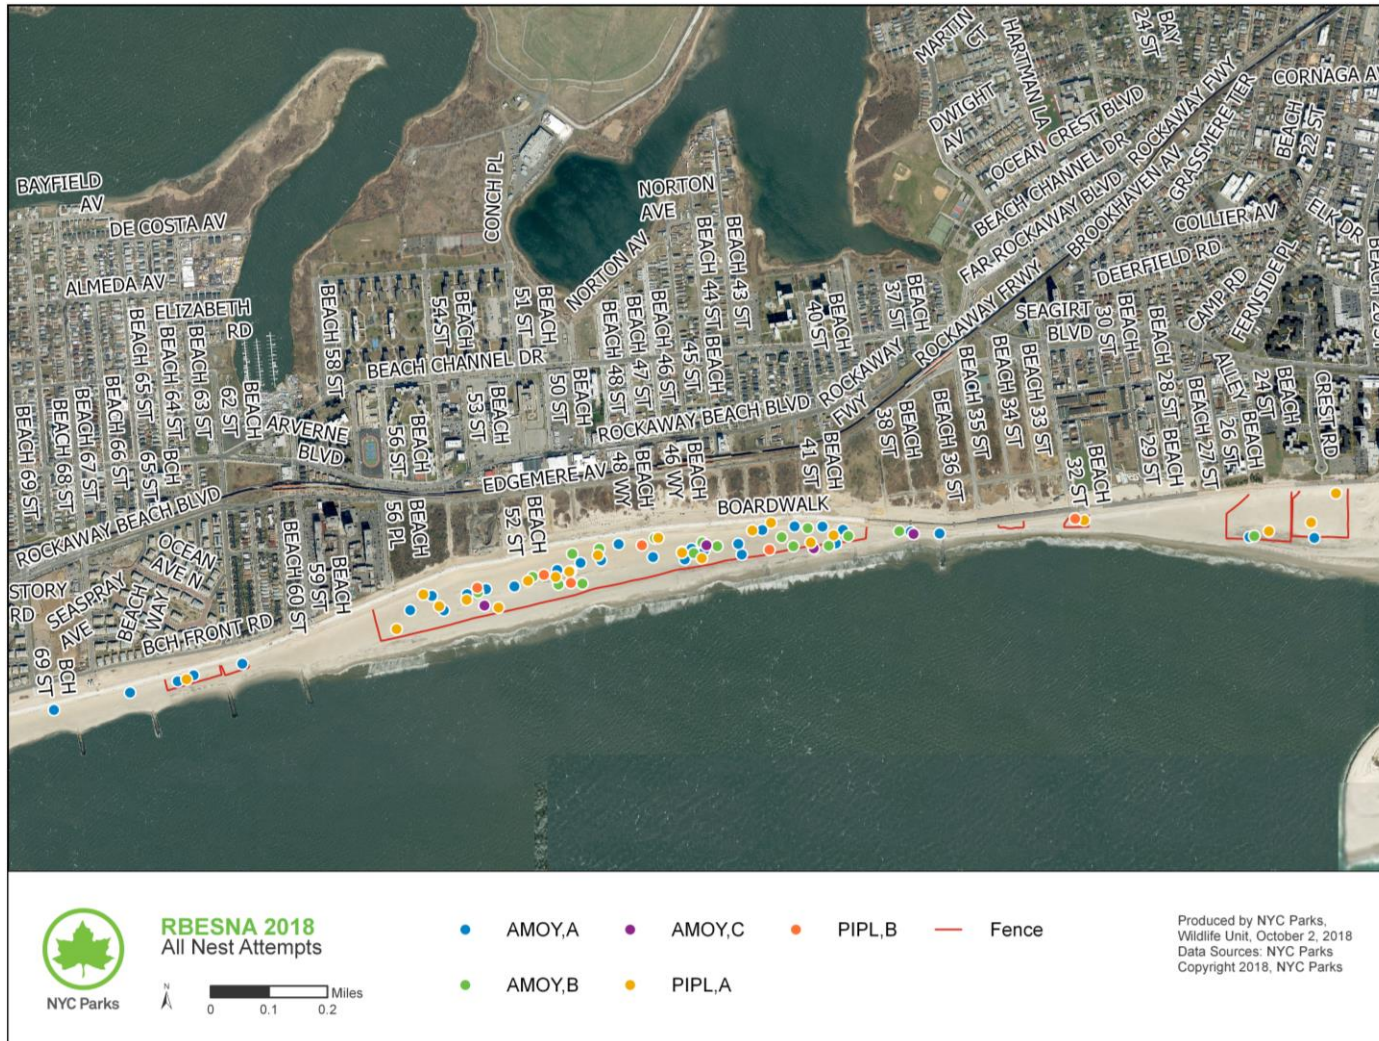 MARTIN
CT
HARTMAN LA
BAY
24 ST
DWIGHT
AV
OCEAN CREST BLVD
BEACH CHANNEL DR
ROCKAWAY FWY
CORNAGA AV
BEACH
22 ST
GRASSMERE TER
FAR ROCKAWAY BLVD
BROOKHAVEN AV
COLLIER AV
ELK DR
DEERFIELD RD
CAMP RD
FERNSIDE PL
BAYFIELD
AV
DE COSTA AV
ALMEDA AV
ELIZABETH
RD
CONCH PL
NORTON
AVE
NORTON AV
BEACH 44 ST
BEACH 43 ST
BEACH 58 ST
54 ST
BEACH
51 ST
BEACH
BEACH CHANNEL DR
BEACH 48 ST
BEACH 47 ST
BEACH 46 ST
45 ST
BEACH
40 ST
BEACH
37 ST
BEACH
ROCKAWAY
FWY
ROCKAWAY FRWN
SEAGIRT
BLVD
30 ST
BEACH
BEACH 28 ST
BEACH 27 ST
ALLEY
26 ST
BEACH
24 ST
BEACH
CREST RD
BEACH 69 ST
BEACH 68 ST
BEACH 67 ST
BEACH 66 ST
BEACH 65 ST
65 ST
BEACH 64 ST
BCH
BEACH 63 ST
62 ST
BEACH
ARVERNE
BLVD
56 ST
BEACH
53 ST
BEACH
50 ST
BEACH
ROCKAWAY BEACH BLVD
EDGEMERE AV
48 WY
BEACH
46 WY
BEACH
41 ST
BEACH
38 ST
BEACH
BEACH 36 ST
BEACH 35 ST
BEACH 34 ST
BEACH 33 ST
32 ST
BEACH
29 ST
ROCKAWAY BEACH BLVD
56 PL
BEACH
52 ST
BEACH
BOARDWALK
OCEAN
AVE N
SEASPRAY
AVE
BEACH
WAY
BEACH 60 ST
59 ST
BEACH
STORY
RD
BCH FRONT RD
69 ST
BCH
NYC Parks
RBESNA 2018
All Nest Attempts
N
Miles
0 0.1 0.2
AMOY,A
AMOY,C
PIPL,B
Fence
AMOY,B
PIPL,A
Produced by NYC Parks,
Wildlife Unit, October 2, 2018
Data Sources: NYC Parks
Copyright 2018, NYC Parks